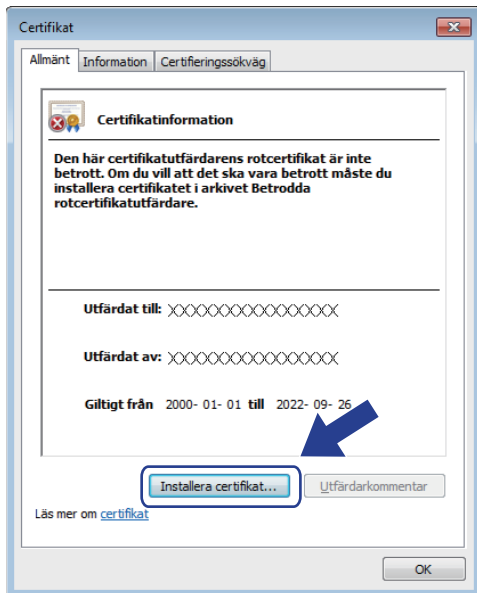 Certifikat
Allmänt Information Certifieringssökväg
Certifikatinformation
Den här certifikatutfärdarens rotcertifikat är inte
betrott. Om du vill att det ska vara betrott måste du
installera certifikatet i arkivet Betrodda
rotcertifikatutfärdare.
Utfärdat till: XXXXXXXXXXXXXXXX
Utfärdat av: XXXXXXXXXXXXXXXX
Giltigt från 2000- 01- 01 till 2022- 09- 26
Installera certifikat... Utfärdarkommentar
Läs mer om certifikat
OK